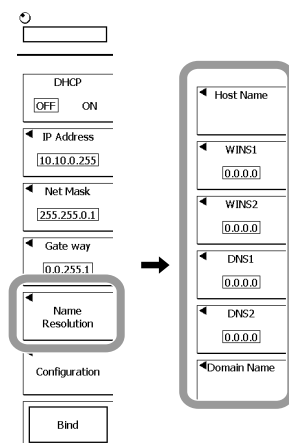 DHCP
OFF ON
IP Address
10.10.0.255
Net Mask
255.255.0.1
Gate way
0.0.255.1
Name
Resolution
Configuration
Bind
Host Name
WINS1
0.0.0.0
WINS2
0.0.0.0
DNS1
0.0.0.0
DNS2
0.0.0.0
Domain Name